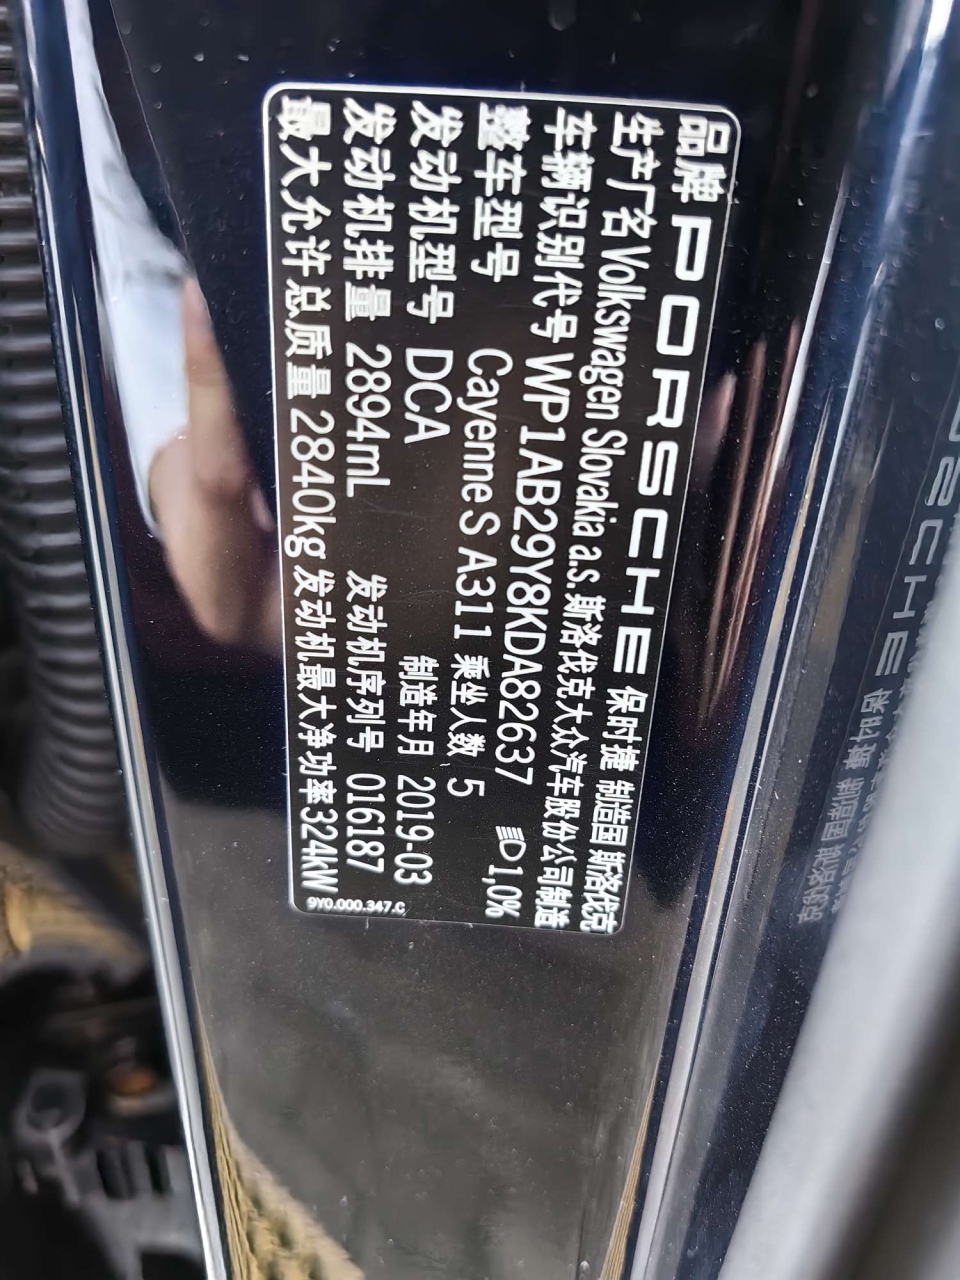 品牌 PORSCHE 保时捷 制造国 斯洛伐克
生产厂名 Volkswagen Slovakia a.s 斯洛伐克大众汽车股份公司制造
车辆识别代号 WP1AB29Y8KDA82637
整车型号 Cayenne S A311 乘坐人数 5 1,0%
发动机型号 DCA 制造年月 2019-03
发动机排量 2894mL 发动机序列号 016187
最大允许总质量 2840kg 发动机最大净功率324kW
9Y0.000.347.C